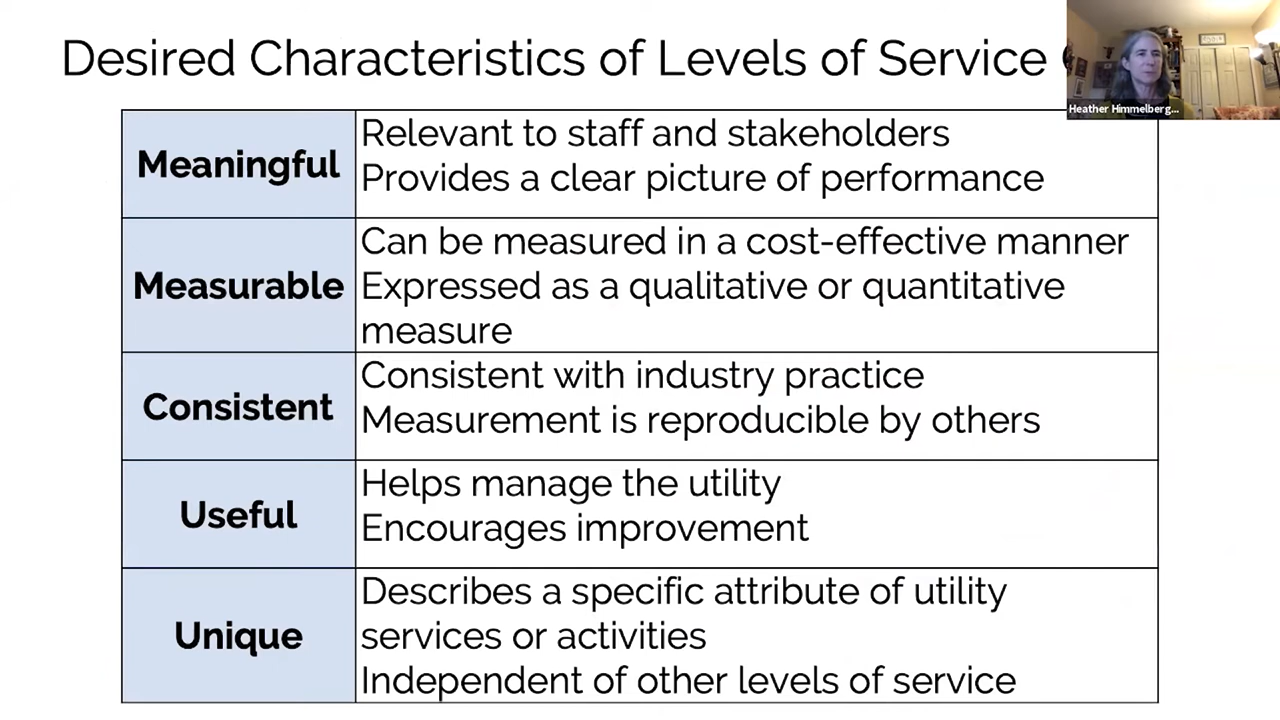 Desired Characteristics of Levels of Service
Heather Himmelberg...
Meaningful
Relevant to staff and stakeholders
Provides a clear picture of performance
Measurable
Can be measured in a cost-effective manner
Expressed as a qualitative or quantitative
measure
Consistent
Consistent with industry practice
Measurement is reproducible by others
Useful
Helps manage the utility
Encourages improvement
Unique
Describes a specific attribute of utility
services or activities
Independent of other levels of service